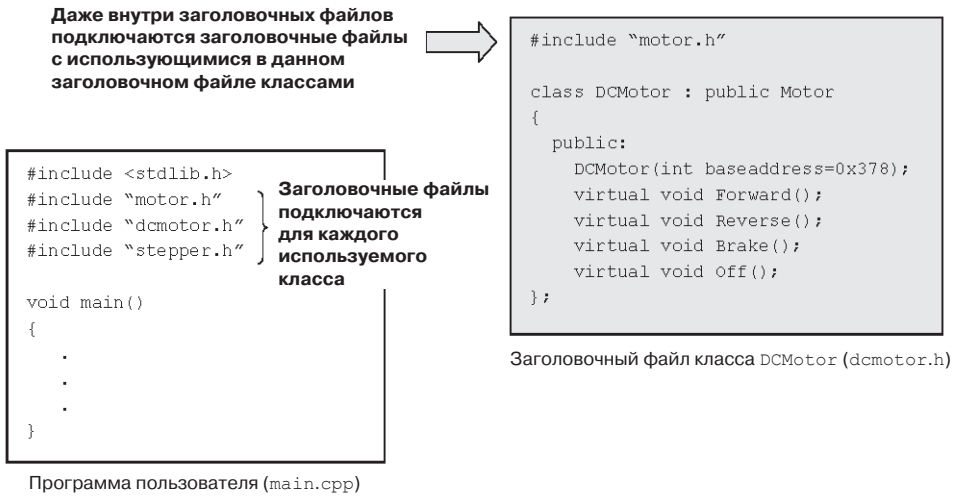 Даже внутри заголовочных файлов
подключаются заголовочные файлы
с использующимися в данном
заголовочном файле классами
#include “motor.h”
class DCMotor : public Motor
{
public:
DCMotor(int baseaddress=0x378);
virtual void Forward();
virtual void Reverse();
virtual void Brake();
virtual void Off();
};
Заголовочный файл класса DCMotor (dcmotor.h)
#include <stdlib.h>
#include “motor.h”
#include “dcmotor.h”
#include “stepper.h”
Заголовочные файлы
подключаются
для каждого
используемого
класса
void main()
{
.
.
.
}
Программа пользователя (main.cpp)